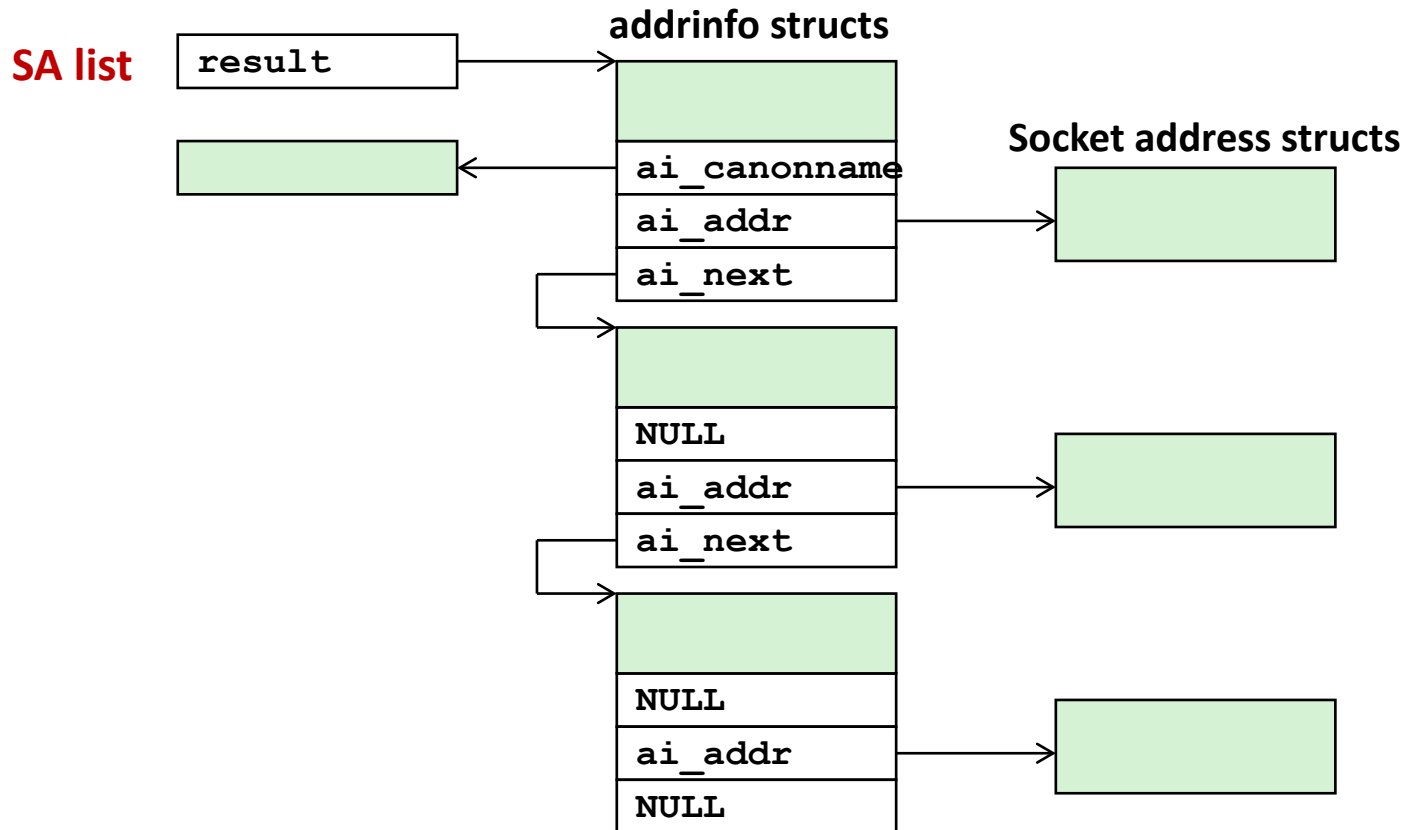 addrinfo structs
SA list
result
Socket address structs
ai_canonname
ai_addr
ai_next
NULL
ai_addr
ai_next
NULL
ai_addr
NULL